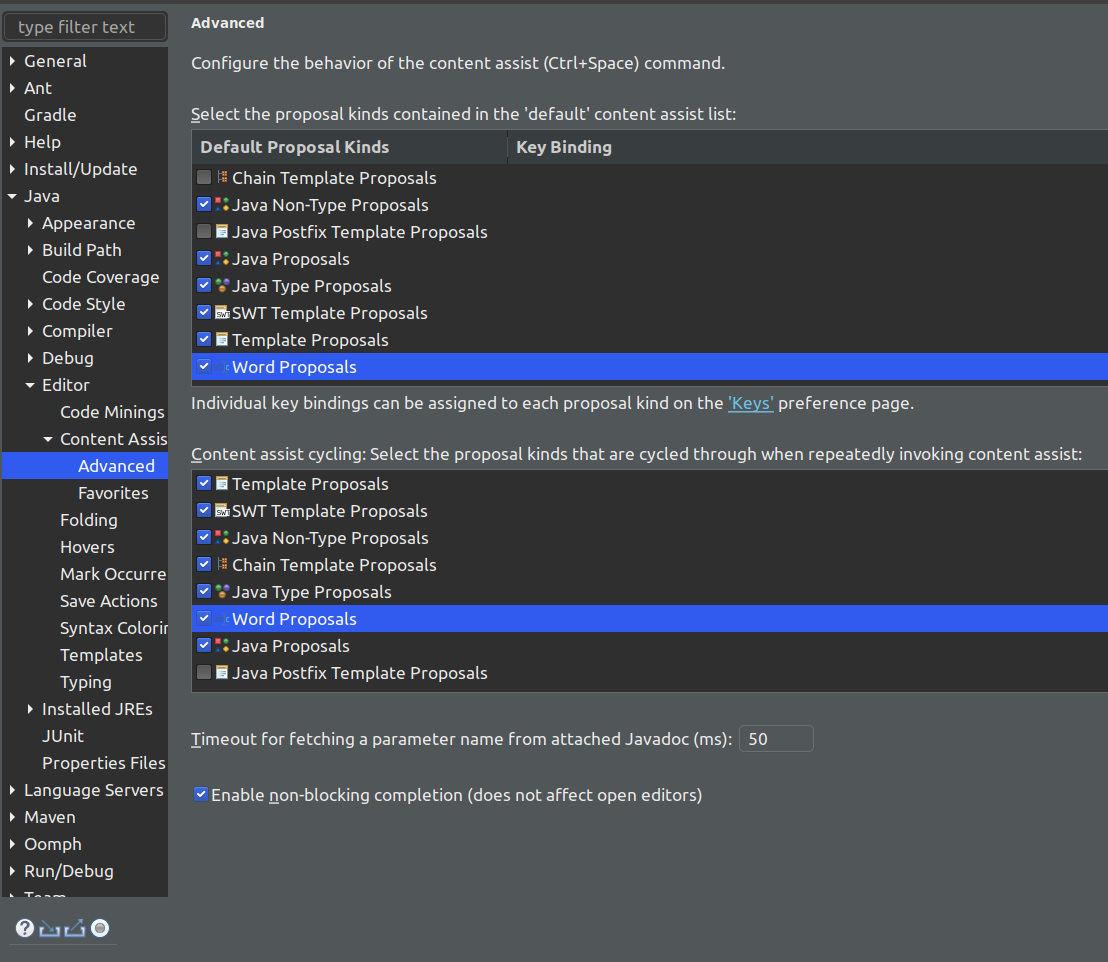 type filter text
General
Ant
Gradle
Help
Install/Update
Java
Appearance
Build Path
Code Coverage
Code Style
Compiler
Debug
Editor
Code Minings
Content Assis
Advanced
Favorites
Folding
Hovers
Mark Occurre
Save Actions
Syntax Colorin
Templates
Typing
Installed JREs
JUnit
Properties Files
Language Servers
Maven
Oomph
Run/Debug
Team
Advanced
Configure the behavior of the content assist (Ctrl+Space) command.
Select the proposal kinds contained in the 'default' content assist list:
Default Proposal Kinds Key Binding
Chain Template Proposals
Java Non-Type Proposals
Java Postfix Template Proposals
Java Proposals
Java Type Proposals
SWT Template Proposals
Template Proposals
Word Proposals
Individual key bindings can be assigned to each proposal kind on the 'Keys' preference page.
Content assist cycling: Select the proposal kinds that are cycled through when repeatedly invoking content assist:
Template Proposals
SWT Template Proposals
Java Non-Type Proposals
Chain Template Proposals
Java Type Proposals
Word Proposals
Java Proposals
Java Postfix Template Proposals
Timeout for fetching a parameter name from attached Javadoc (ms): 50
Enable non-blocking completion (does not affect open editors)